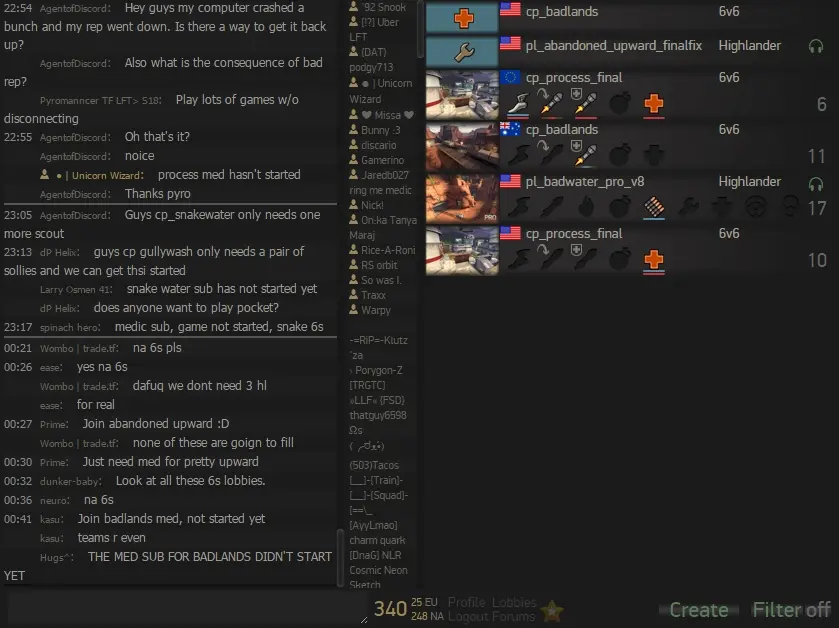 22:54 AgentofDiscord: Hey guys my computer crashed a
bunch and my rep went down. Is there a way to get it back
up?
AgentofDiscord: Also what is the consequence of bad
rep?
Pyromanncer TF LFT> S18: Play lots of games w/o
disconnecting
22:55 AgentofDiscord: Oh that's it?
AgentofDiscord: noice
• | Unicorn Wizard: process med hasn't started
AgentofDiscord: Thanks pyro
23:05 AgentofDiscord: Guys cp_snakewater only needs one
more scout
23:13 dP Helix: guys cp gullywash only needs a pair of
sollies and we can get thsi started
Larry Osmen 41: snake water sub has not started yet
dP Helix: does anyone want to play pocket?
23:17 spinach hero: medic sub, game not started, snake 6s
00:21 Wombo | trade.tf: na 6s pls
00:26 ease: yes na 6s
Wombo | trade.tf: dafuq we dont need 3 hl
ease: for real
00:27 Prime: Join abandoned upward :D
Wombo | trade.tf: none of these are goign to fill
00:30 Prime: Just need med for pretty upward
00:32 dunker-baby: Look at all these 6s lobbies.
00:36 neuro: na 6s
00:41 kasu: Join badlands med, not started yet
kasu: teams r even
Hugs^: THE MED SUB FOR BADLANDS DIDN'T START
YET
'92 Snook
[!?] Uber
LFT
(DAT)
podgy713
● | Unicorn
Wizard
❤ Missa ❤
Bunny :3
discario
Gamerino
Jaredb027
ring me medic
Nick!
On:ka Tanya
Maraj
Rice-A-Roni
RS orbit
So was I.
Traxx
Warpy
-=RiP=-Klutz
'za
› Porygon-Z
[TRGTC]
»LLF« {FSD}
thatguy6598
Ωs
(503)Tacos
[__]-[Train]-
[__]-[Squad]-
[==\_
[AyyLmao]
charm quark
[DnaG] NLR
Cosmic Neon
Sketch
cp_badlands 6v6
pl_abandoned_upward_finalfix Highlander
cp_process_final 6v6
6
cp_badlands 6v6
11
pl_badwater_pro_v8 Highlander
PRO
17
cp_process_final 6v6
10
340 25 EU
248 NA
Profile Lobbies
Logout Forums
Create Filter off